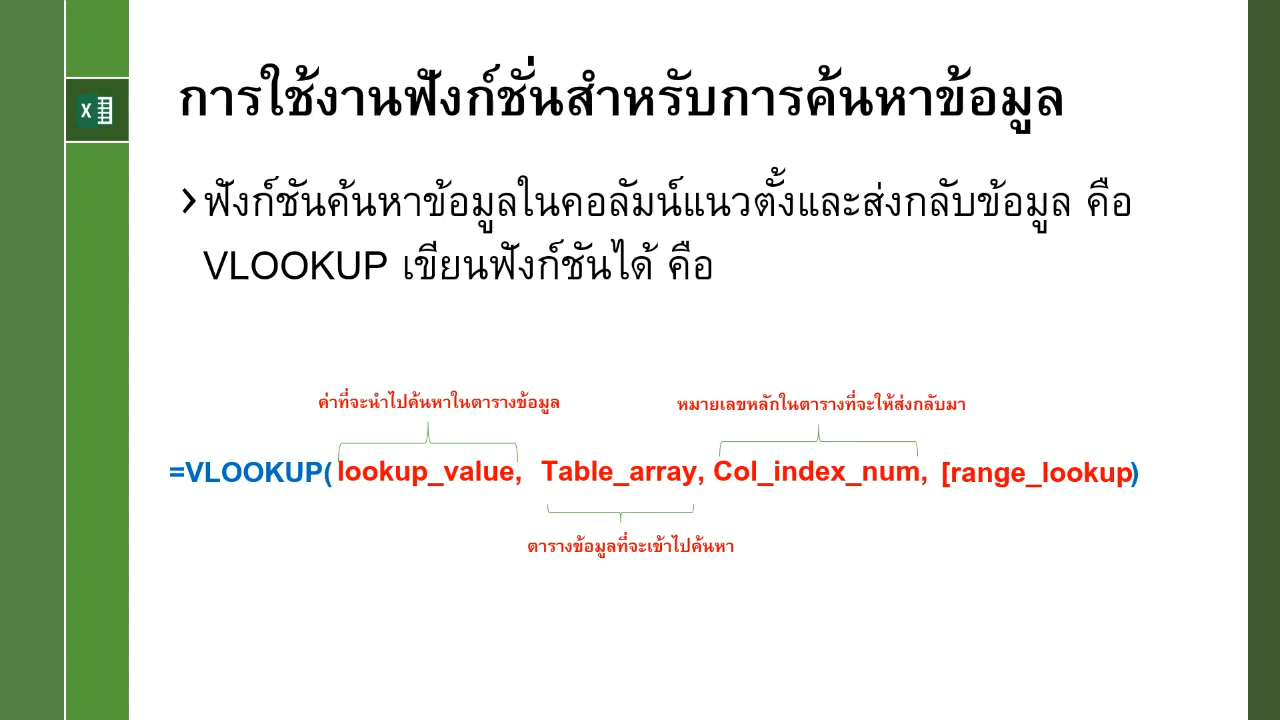 การใช้งานฟังก์ชั่นสำหรับการค้นหาข้อมูล
ฟังก์ชันค้นหาข้อมูลในคอลัมน์แนวตั้งและส่งกลับข้อมูล คือ
VLOOKUP เขียนฟังก์ชันได้ คือ
ค่าที่จะนำไปค้นหาในตารางข้อมูล
หมายเลขหลักในตารางที่จะให้ส่งกลับมา
=VLOOKUP( lookup_value, Table_array, Col_index_num, [range_lookup)
ตารางข้อมูลที่จะเข้าไปค้นหา